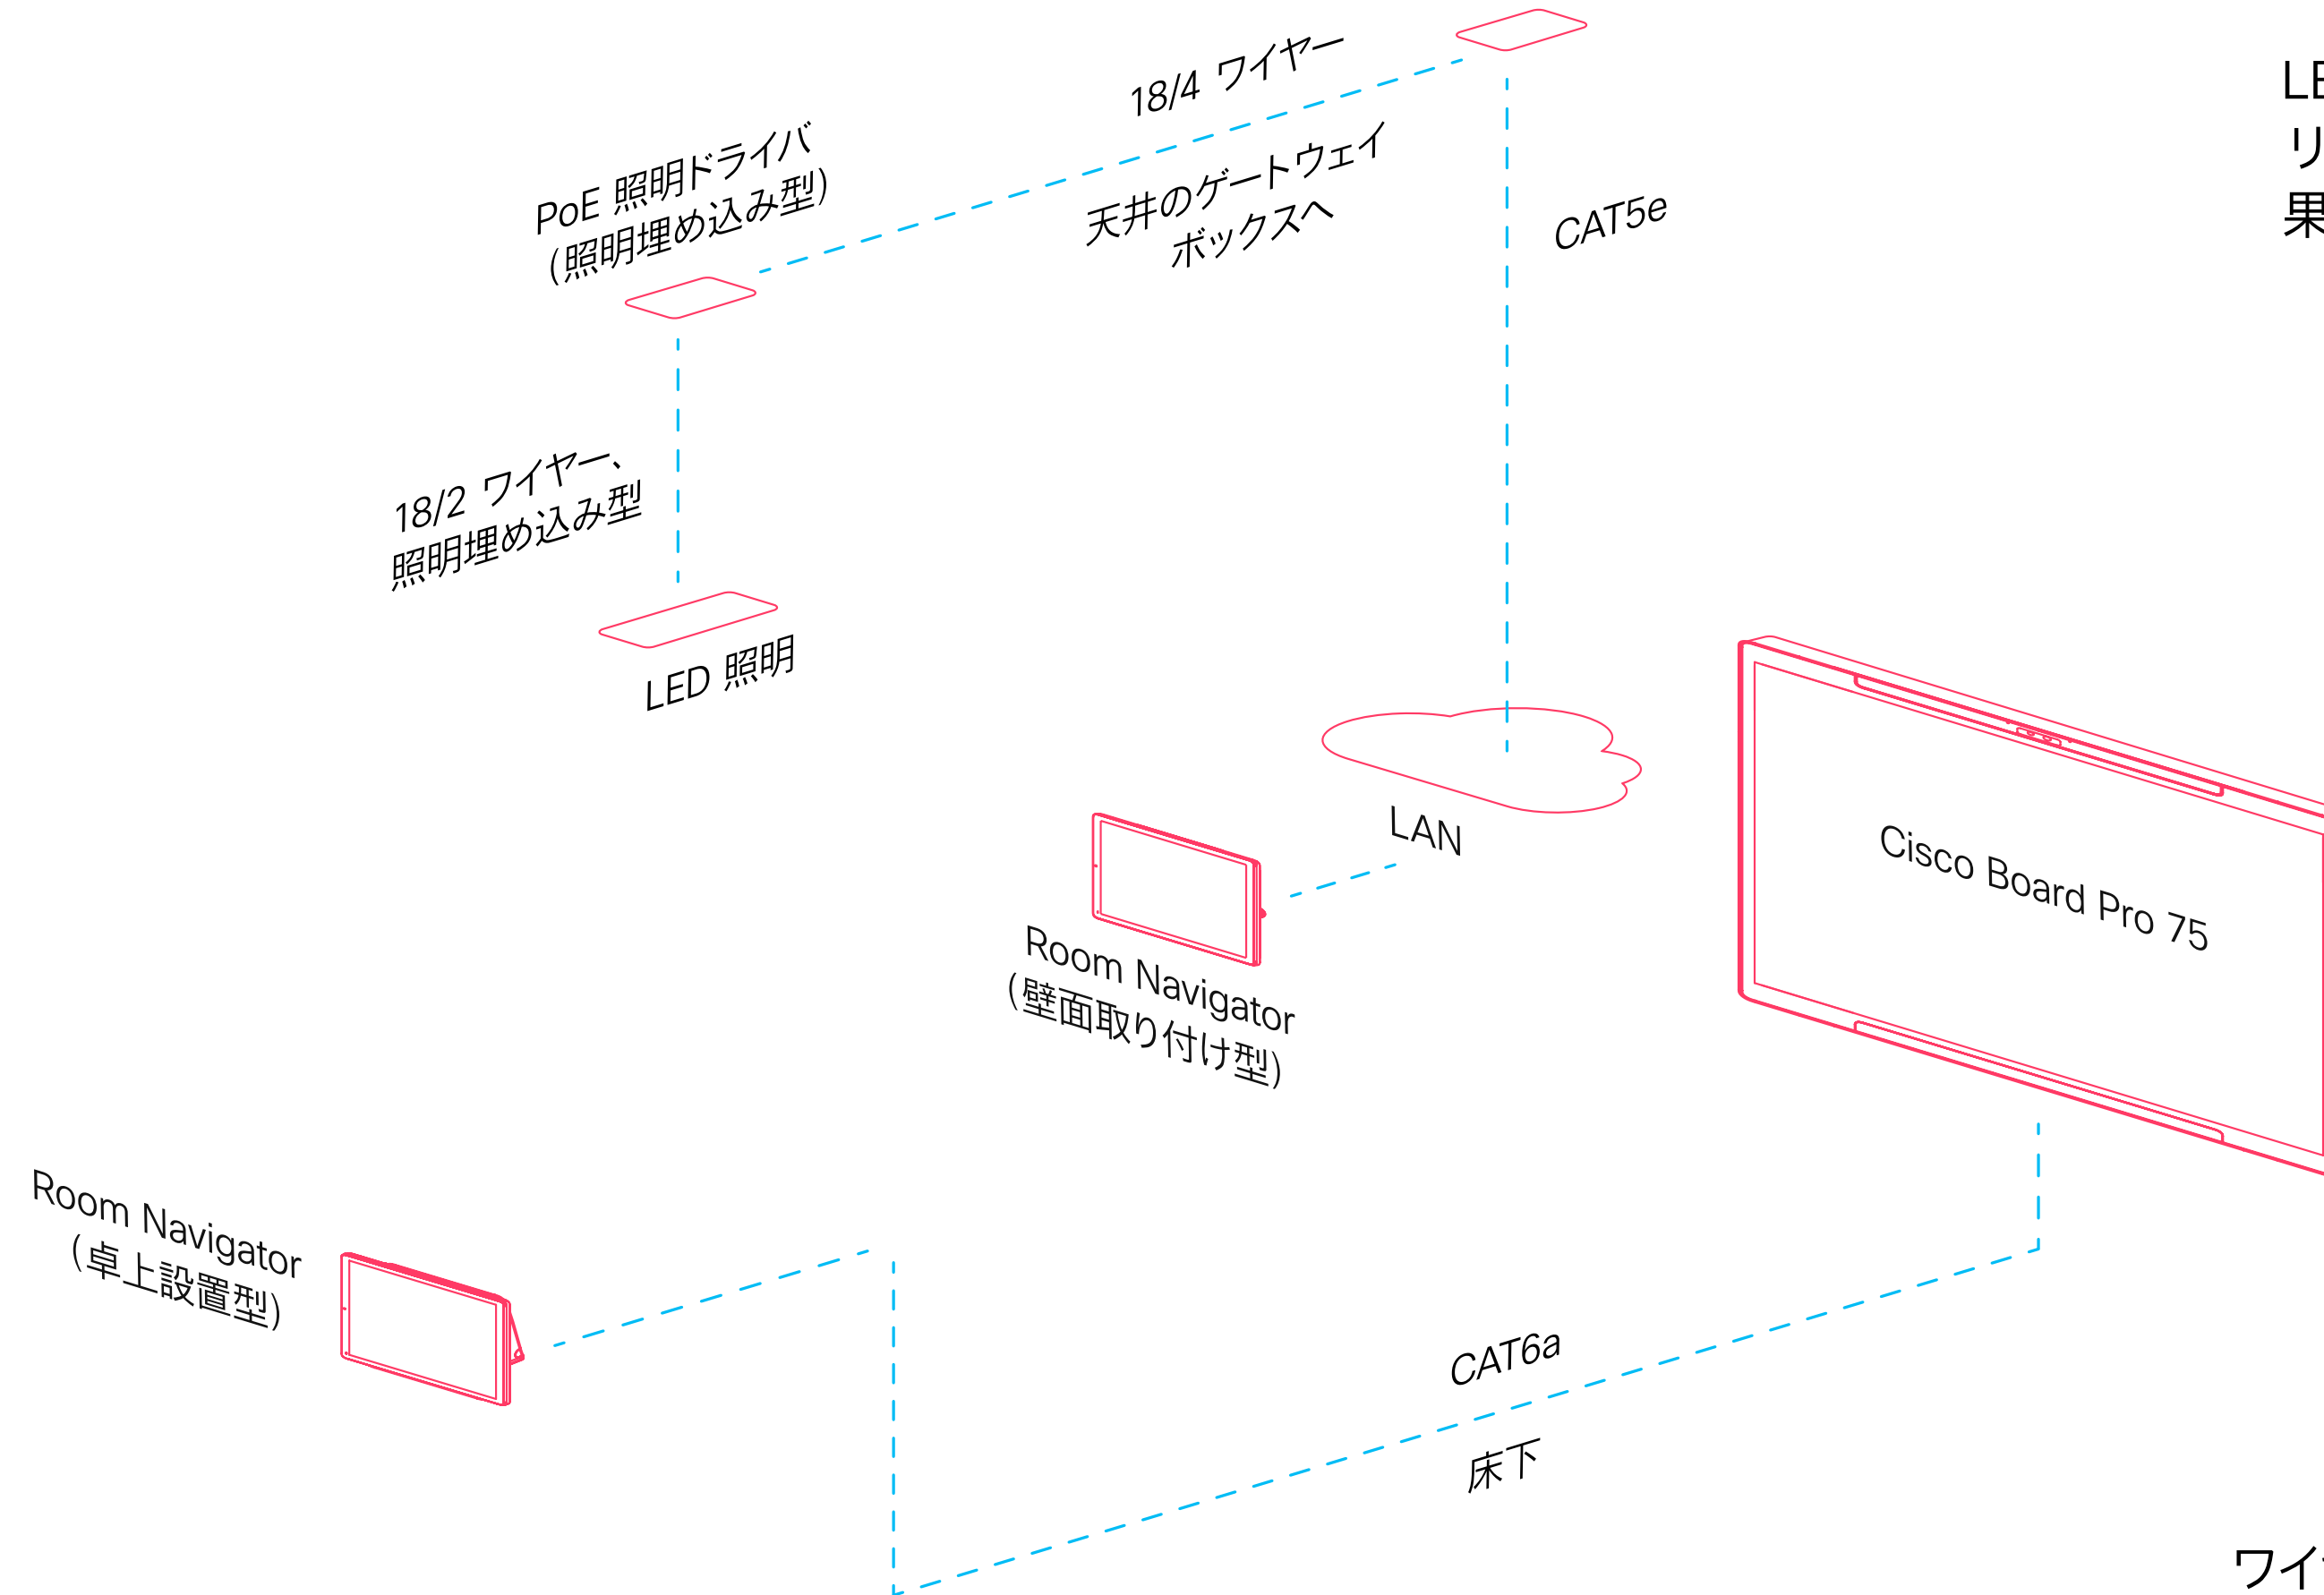 18/4 ワイヤー
天井のゲートウェイ
ボックスへ
PoE 照明ドライバ
（照明埋め込み型）
CAT5e
リ
18/2 ワイヤー、
照明埋め込み型
LED 照明
LAN
Cisco Board Pro 75
Room Navigator
（壁面取り付け型）
Room Navigator
（卓上設置型）
CAT6a
床下